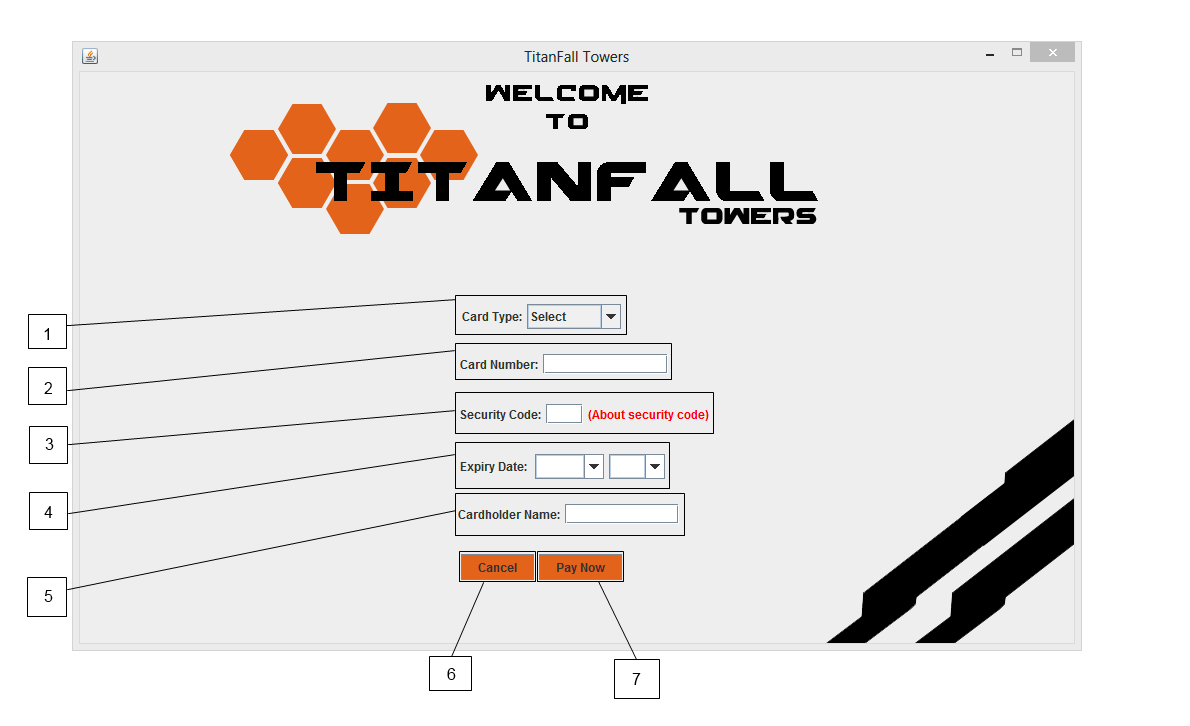 TitanFall Towers
WELCOME
TO
TITANFALL
TOWERS
1
Card Type: Select
2
Card Number:
3
Security Code: (About security code)
4
Expiry Date:
5
Cardholder Name:
Cancel Pay Now
6
7